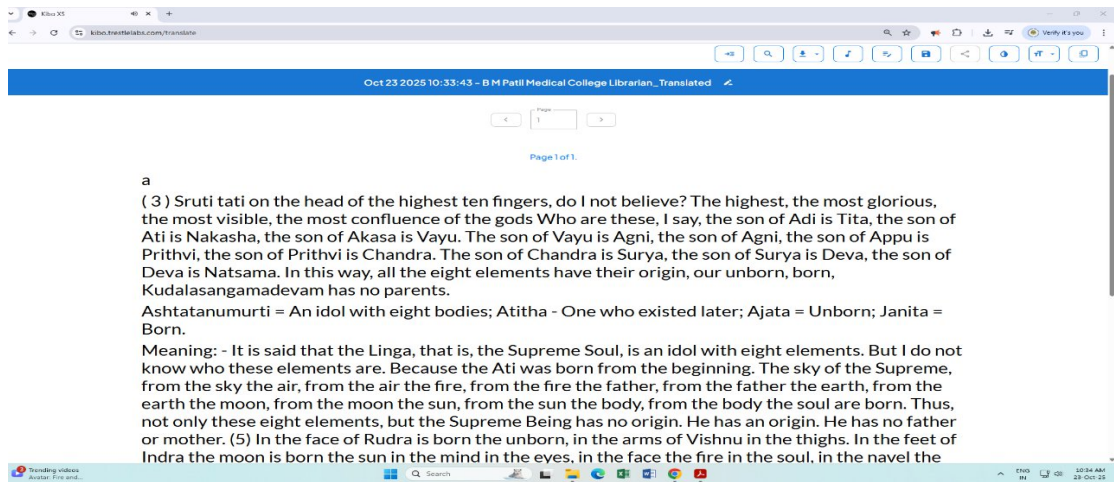 Kibo XS
kibo.trestlelabs.com/translate
Verify it's you
Oct 23 2025 10:33:43 - B M Patil Medical College Librarian_Translated
Page
1
Page 1 of 1.
a
( 3 ) Sruti tati on the head of the highest ten fingers, do I not believe? The highest, the most glorious,
the most visible, the most confluence of the gods Who are these, I say, the son of Adi is Tita, the son of
Ati is Nakasha, the son of Akasa is Vayu. The son of Vayu is Agni, the son of Agni, the son of Appu is
Prithvi, the son of Prithvi is Chandra. The son of Chandra is Surya, the son of Surya is Deva, the son of
Deva is Natsama. In this way, all the eight elements have their origin, our unborn, born,
Kudalasangamadevam has no parents.
Ashtatanumurti = An idol with eight bodies; Atitha - One who existed later; Ajata = Unborn; Janita =
Born.
Meaning: - It is said that the Linga, that is, the Supreme Soul, is an idol with eight elements. But I do not
know who these elements are. Because the Ati was born from the beginning. The sky of the Supreme,
from the sky the air, from the air the fire, from the fire the father, from the father the earth, from the
earth the moon, from the moon the sun, from the sun the body, from the body the soul are born. Thus,
not only these eight elements, but the Supreme Being has no origin. He has an origin. He has no father
or mother. (5) In the face of Rudra is born the unborn, in the arms of Vishnu in the thighs. In the feet of
Indra the moon is born the sun in the mind in the eyes, in the face the fire in the soul, in the navel the
Trending videos
Avatar: Fire and...
Search
ENG
IN
10:34 AM
23-Oct-25